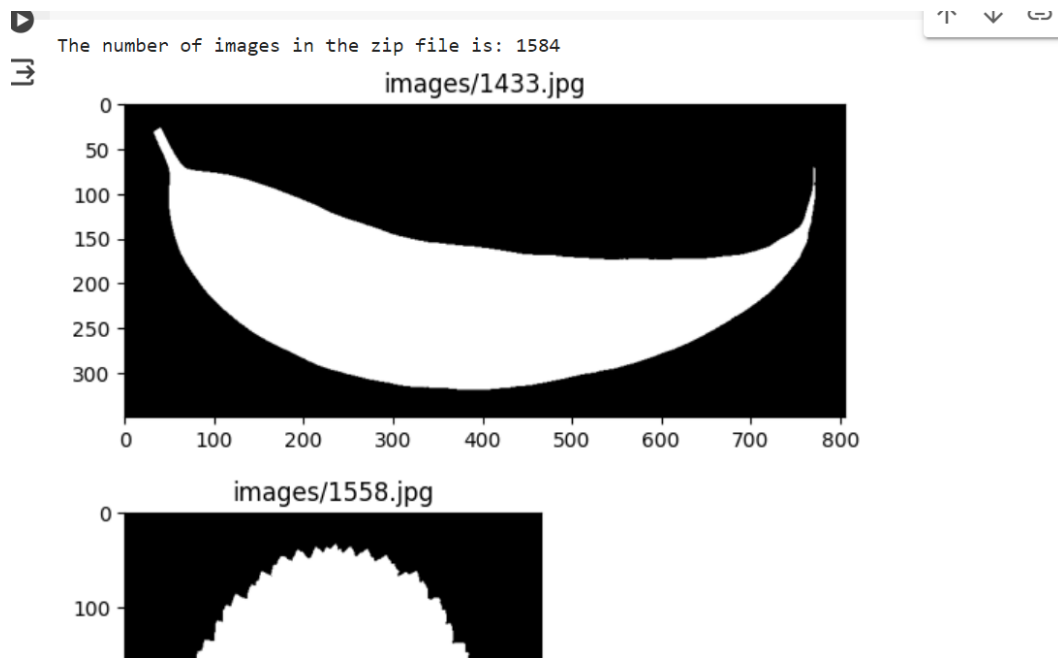 The number of images in the zip file is: 1584
images/1433.jpg
0
50
100
150
200
250
300
0 100 200 300 400 500 600 700 800
images/1558.jpg
0
100